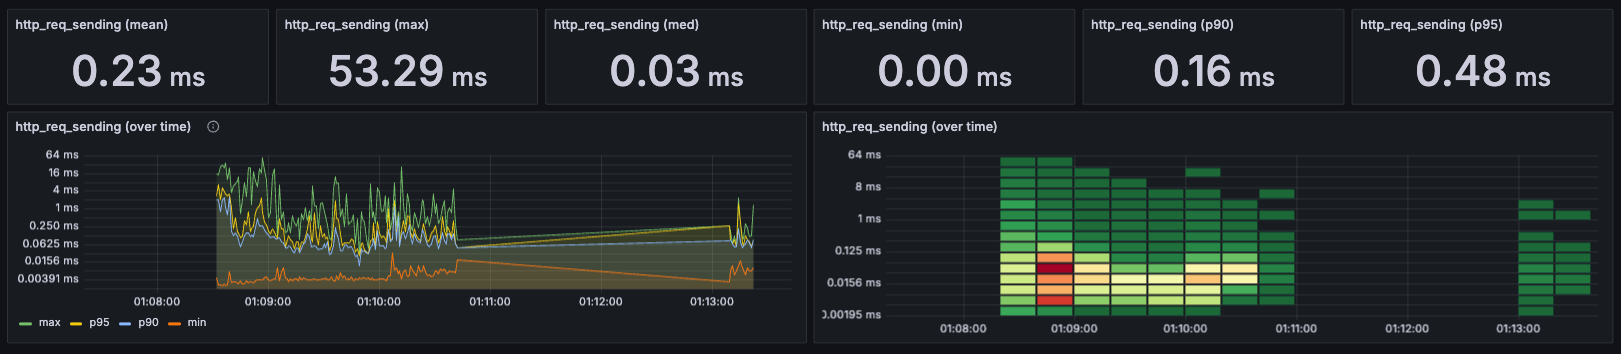 http_req_sending (mean)
0.23 ms
http_req_sending (max)
53.29 ms
http_req_sending (med)
0.03 ms
http_req_sending (min)
0.00 ms
http_req_sending (p90)
0.16 ms
http_req_sending (p95)
0.48 ms
http_req_sending (over time)
64 ms
16 ms
4 ms
1 ms
0.250 ms
0.0625 ms
0.0156 ms
0.00391 ms
01:08:00 01:09:00 01:10:00 01:11:00 01:12:00 01:13:00
max p95 p90 min
http_req_sending (over time)
64 ms
8 ms
1 ms
0.125 ms
0.0156 ms
0.00195 ms
01:08:00 01:09:00 01:10:00 01:11:00 01:12:00 01:13:00